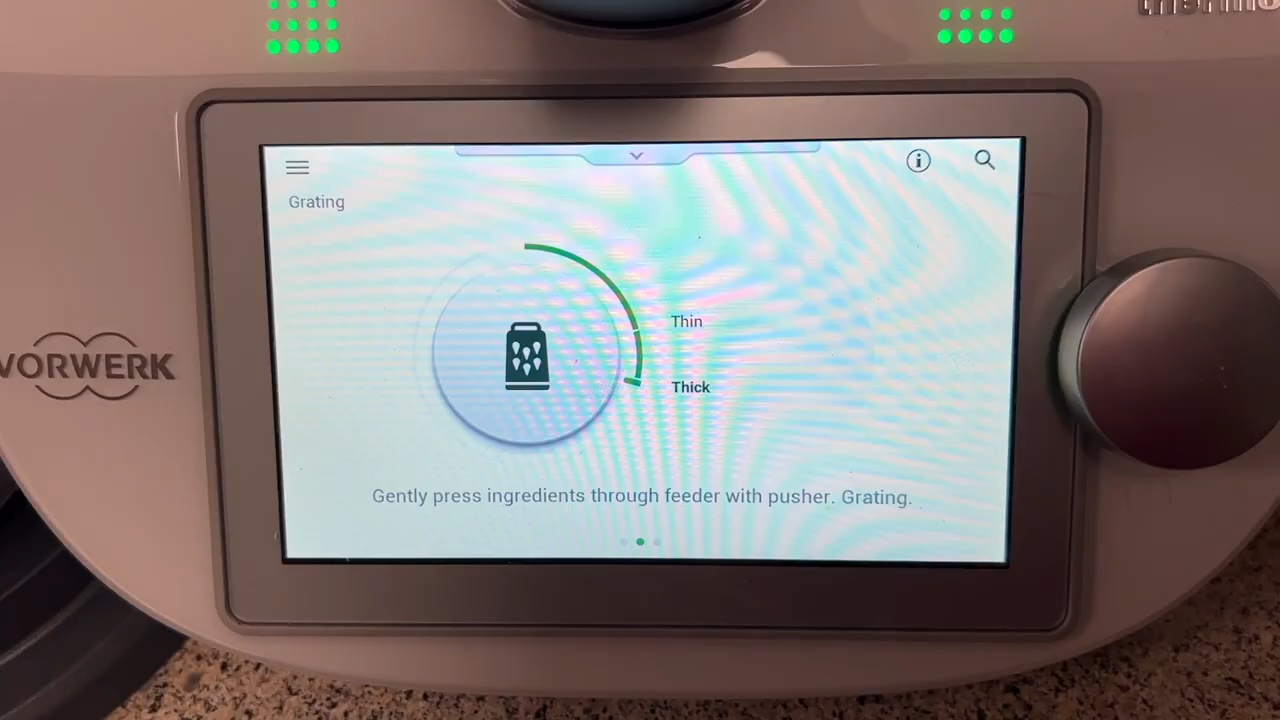 Grating
Thin
VORWERK
Thick
Gently press ingredients through feeder with pusher. Grating.